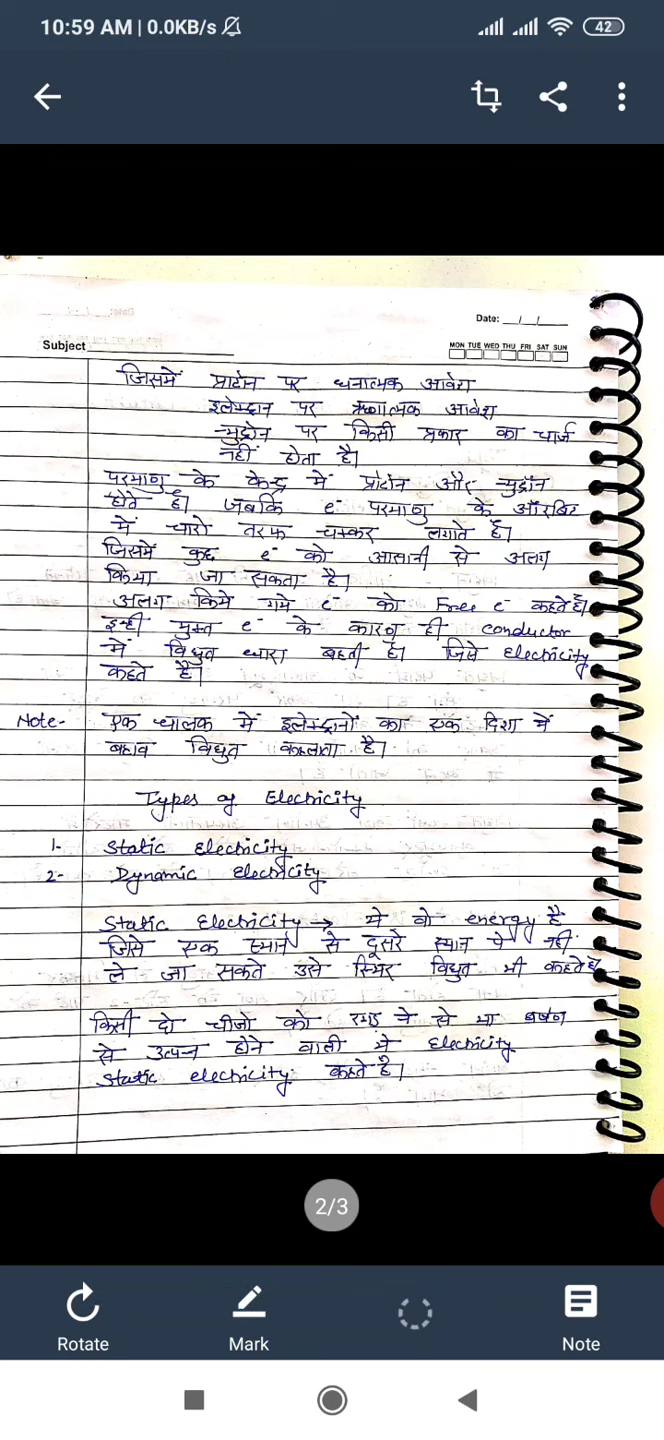 10:59 AM | 0.0KB/s
42
Date: __/__/__
Subject
MON TUE WED THU FRI SAT SUN
जिसमें प्राटोन पर धनात्मक आवेश
इलेक्ट्रान पर ऋणात्मक आवेश
न्युट्रोन पर किसी प्रकार का चार्ज
नहीं होता है।
परमाणु के केन्द्र में प्रोटॉन और न्युट्रॉन
होते है। जबकि e⁻ परमाणु के ऑरबिट
में चारो तरफ चक्कर लगाते हैं।
जिसमें कुछ e⁻ को आसानी से अलग
किया जा सकता है।
अलग किये गये e⁻ को Free e⁻ कहते है।
इन्ही मुक्त e⁻ के कारण ही conductor
में विधुत धारा बहती है। जिसे electricity
कहते हैं।
Note- एक चालक में इलेक्ट्रानों का एक दिशा में
बहाव विधुत कहलाता है।
Types of Electricity
1- Static Electricity
2- Dynamic Electricity
Static Electricity → ये वो energy है
जिसे एक स्थान से दूसरे स्थान पे नहीं
ले जा सकते उसे स्थिर विधुत भी कहते है
किसी दो चीजो को रगड़ने से या घर्षण
से उत्पन्न होने वाली ये Electricity
Static electricity कहते है।
2/3
Rotate
Mark
Note